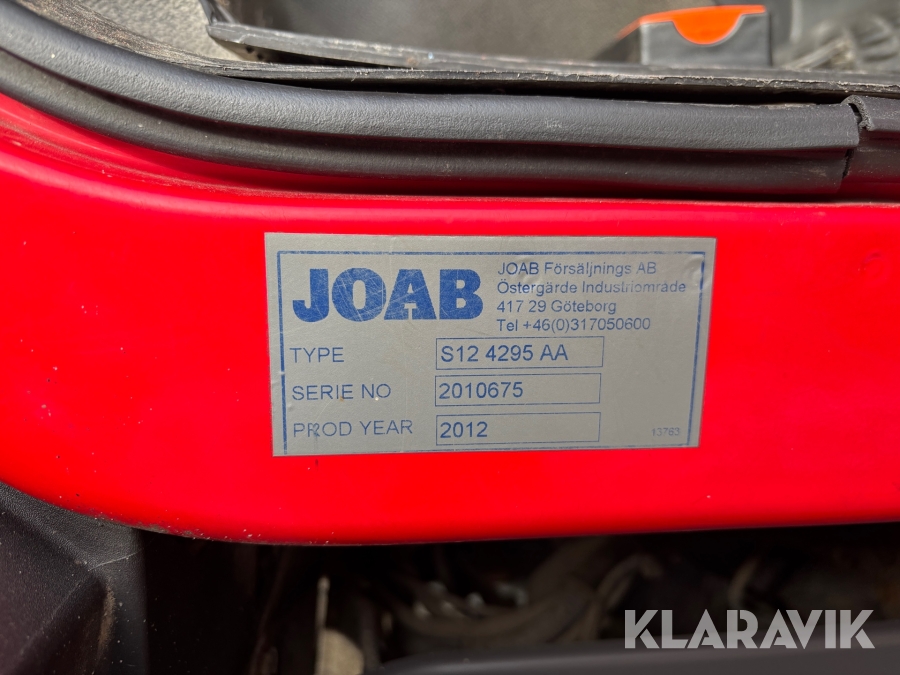 JOAB
JOAB Försäljnings AB
Östergärde Industriområde
417 29 Göteborg
Tel +46(0)317050600
TYPE S12 4295 AA
SERIE NO 2010675
PROD YEAR 2012
13763
KLARAVIK